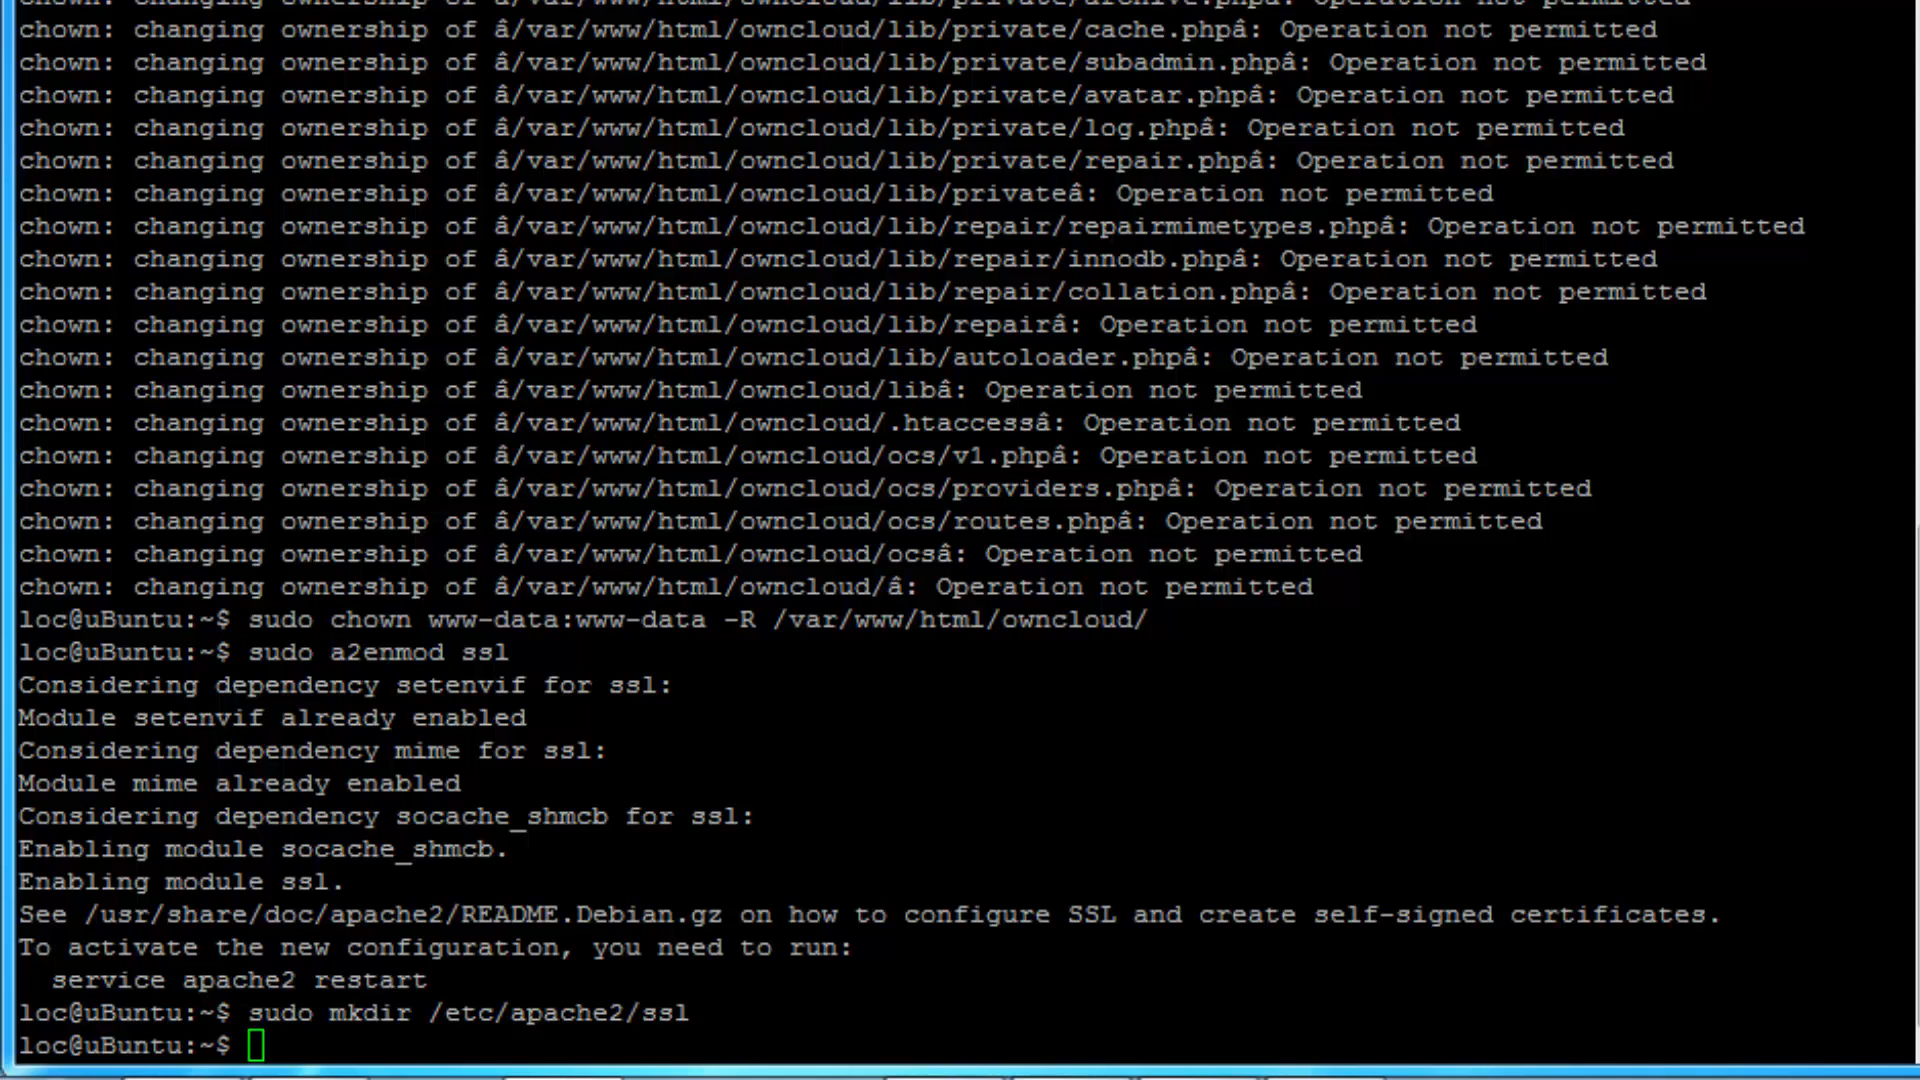 chown: changing ownership of â/var/www/html/owncloud/lib/private/archive.phpâ: Operation not permitted
chown: changing ownership of â/var/www/html/owncloud/lib/private/cache.phpâ: Operation not permitted
chown: changing ownership of â/var/www/html/owncloud/lib/private/subadmin.phpâ: Operation not permitted
chown: changing ownership of â/var/www/html/owncloud/lib/private/avatar.phpâ: Operation not permitted
chown: changing ownership of â/var/www/html/owncloud/lib/private/log.phpâ: Operation not permitted
chown: changing ownership of â/var/www/html/owncloud/lib/private/repair.phpâ: Operation not permitted
chown: changing ownership of â/var/www/html/owncloud/lib/privateâ: Operation not permitted
chown: changing ownership of â/var/www/html/owncloud/lib/repair/repairmimetypes.phpâ: Operation not permitted
chown: changing ownership of â/var/www/html/owncloud/lib/repair/innodb.phpâ: Operation not permitted
chown: changing ownership of â/var/www/html/owncloud/lib/repair/collation.phpâ: Operation not permitted
chown: changing ownership of â/var/www/html/owncloud/lib/repairâ: Operation not permitted
chown: changing ownership of â/var/www/html/owncloud/lib/autoloader.phpâ: Operation not permitted
chown: changing ownership of â/var/www/html/owncloud/libâ: Operation not permitted
chown: changing ownership of â/var/www/html/owncloud/.htaccessâ: Operation not permitted
chown: changing ownership of â/var/www/html/owncloud/ocs/v1.phpâ: Operation not permitted
chown: changing ownership of â/var/www/html/owncloud/ocs/providers.phpâ: Operation not permitted
chown: changing ownership of â/var/www/html/owncloud/ocs/routes.phpâ: Operation not permitted
chown: changing ownership of â/var/www/html/owncloud/ocsâ: Operation not permitted
chown: changing ownership of â/var/www/html/owncloud/â: Operation not permitted
loc@uBuntu:~$ sudo chown www-data:www-data -R /var/www/html/owncloud/
loc@uBuntu:~$ sudo a2enmod ssl
Considering dependency setenvif for ssl:
Module setenvif already enabled
Considering dependency mime for ssl:
Module mime already enabled
Considering dependency socache_shmcb for ssl:
Enabling module socache_shmcb.
Enabling module ssl.
See /usr/share/doc/apache2/README.Debian.gz on how to configure SSL and create self-signed certificates.
To activate the new configuration, you need to run:
service apache2 restart
loc@uBuntu:~$ sudo mkdir /etc/apache2/ssl
loc@uBuntu:~$